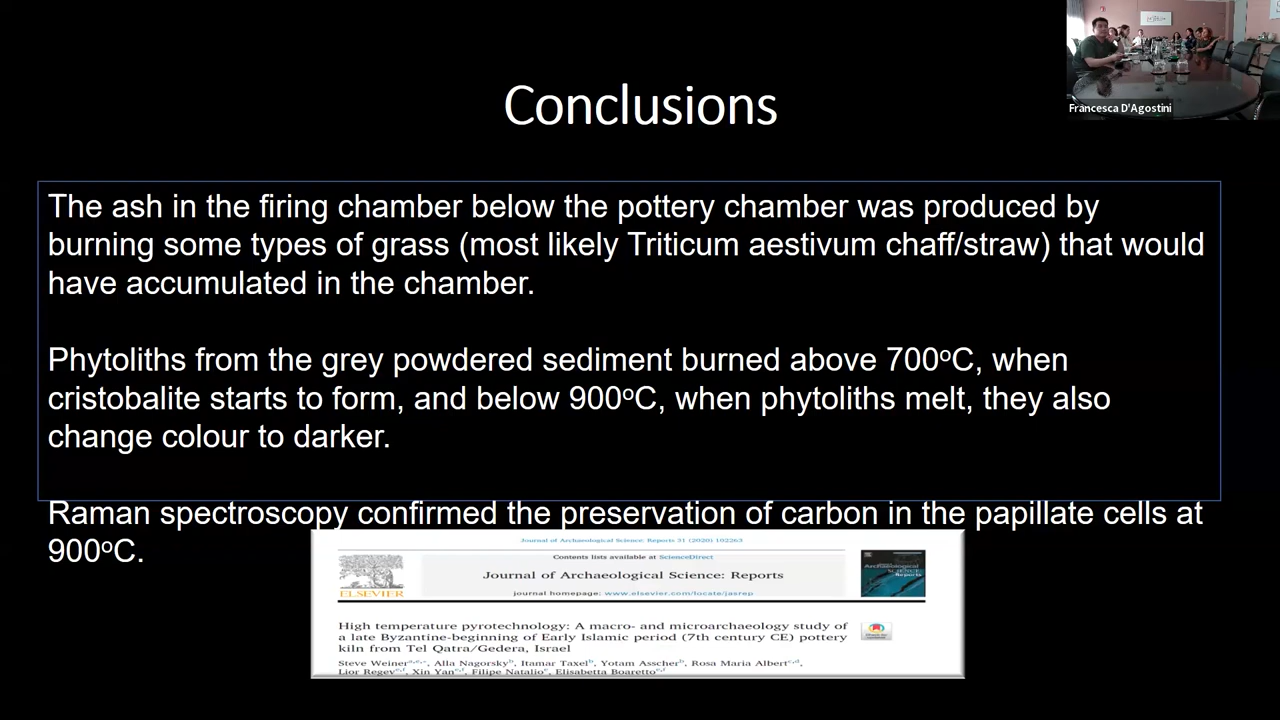 Francesca D'Agostini
Conclusions
The ash in the firing chamber below the pottery chamber was produced by
burning some types of grass (most likely Triticum aestivum chaff/straw) that would
have accumulated in the chamber.
Phytoliths from the grey powdered sediment burned above 700ºC, when
cristobalite starts to form, and below 900ºC, when phytoliths melt, they also
change colour to darker.
Raman spectroscopy confirmed the preservation of carbon in the papillate cells at
900ºC.
Journal of Archaeological Science: Reports 31 (2020) 102263
Contents lists available at ScienceDirect
Journal of Archaeological Science: Reports
journal homepage: www.elsevier.com/locate/jasrep
ELSEVIER
High temperature pyrotechnology: A macro- and microarchaeology study of
a late Byzantine-beginning of Early Islamic period (7th century CE) pottery
kiln from Tel Qatra/Gedera, Israel
Steve Weiner, Alla Nagorsky, Itamar Taxel, Yotam Asscher, Rosa Maria Albert,
Lior Regev, Xin Yan, Filipe Natalio, Elisabetta Boaretto